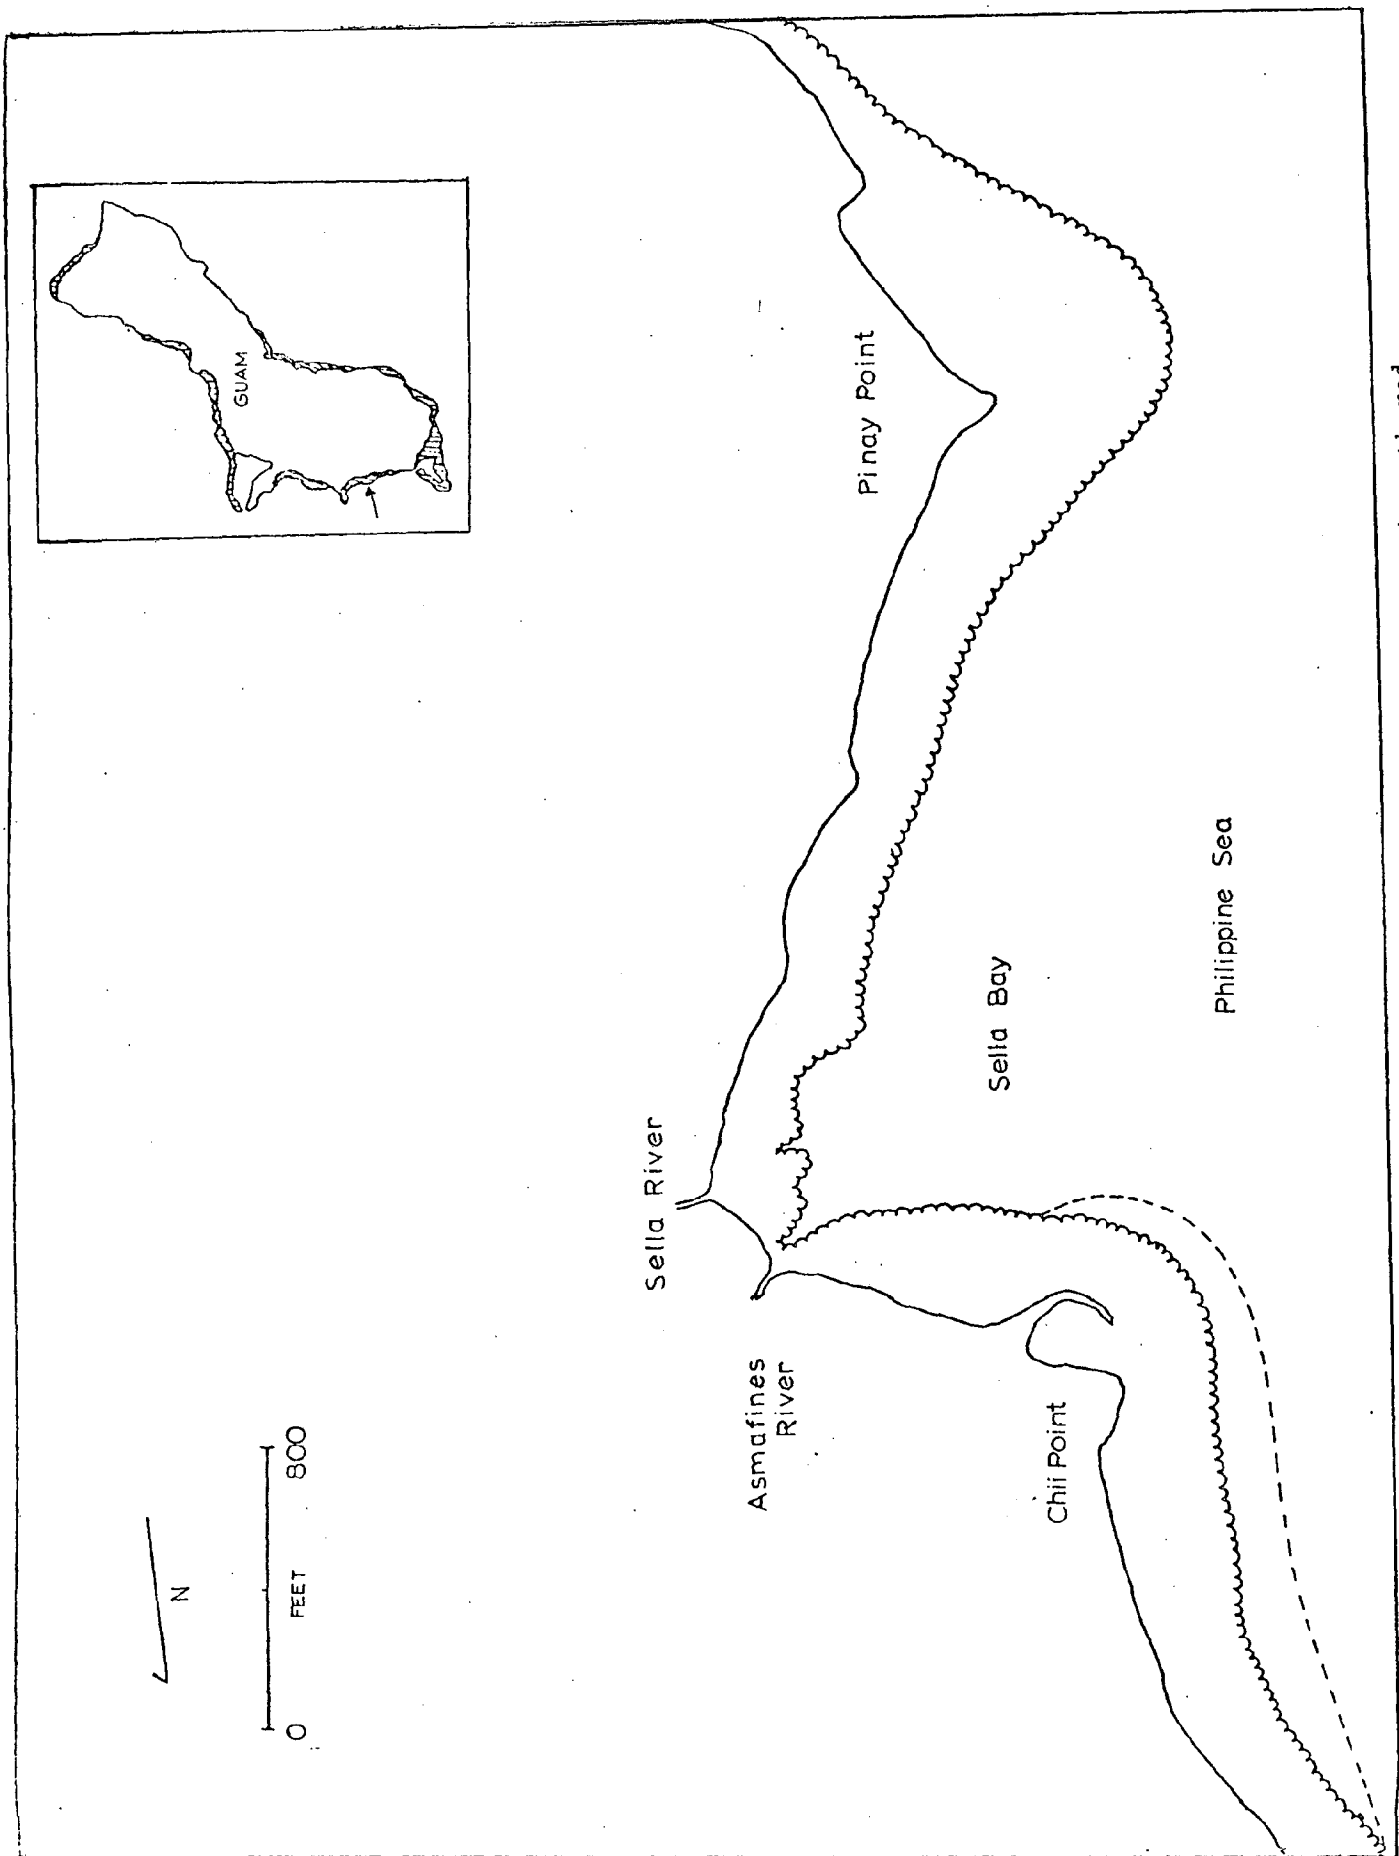 GUAM
Pinay Point
Sella River
Sella Bay
Philippine Sea
Asmafines
River
Chii Point
N
0 800
FEET